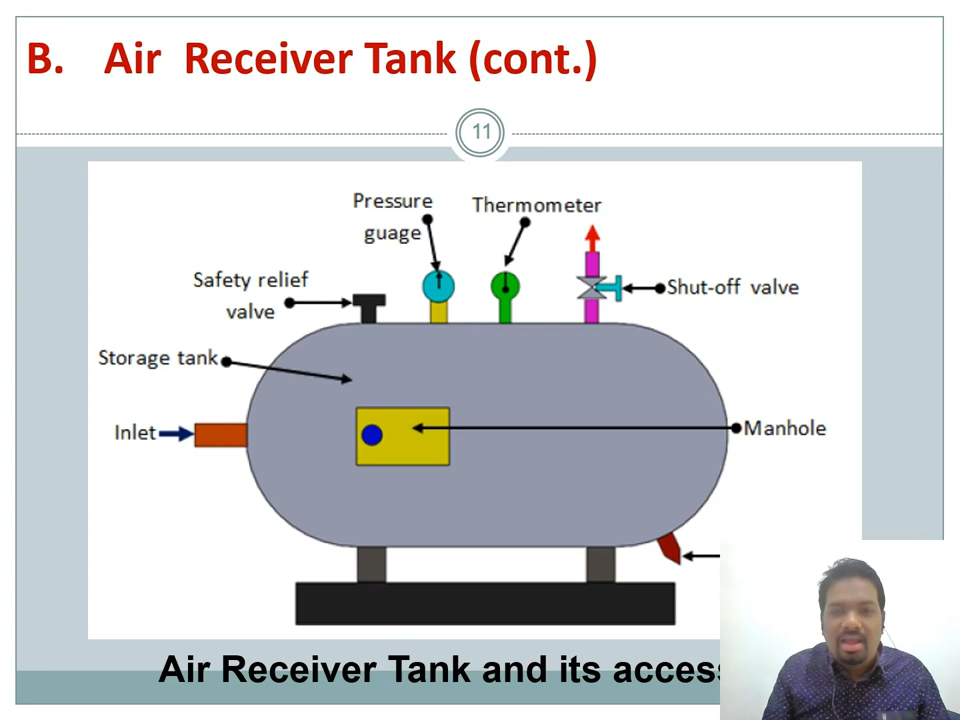 B. Air Receiver Tank (cont.)
11
Pressure
guage
Thermometer
Safety relief
valve
Shut-off valve
Storage tank
Inlet
Manhole
Air Receiver Tank and its access